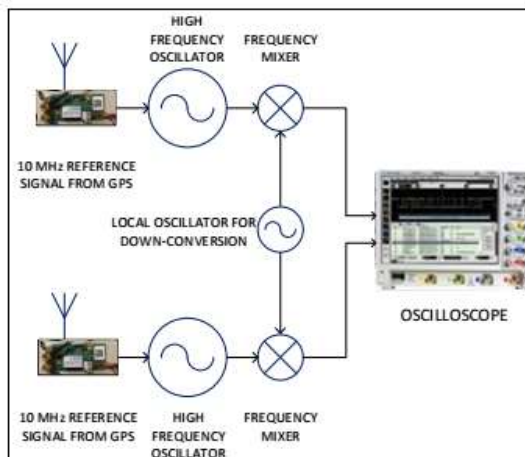 HIGH
FREQUENCY
OSCILLATOR
FREQUENCY
MIXER
10 MHz REFERENCE
SIGNAL FROM GPS
LOCAL OSCILLATOR FOR
DOWN-CONVERSION
OSCILLOSCOPE
10 MHz REFERENCE
SIGNAL FROM GPS
HIGH
FREQUENCY
OSCILLATOR
FREQUENCY
MIXER